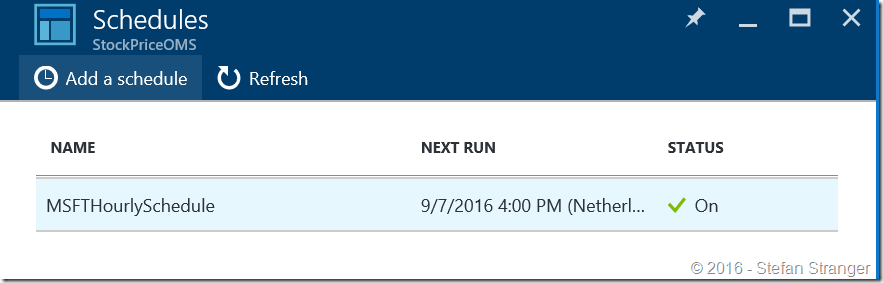 Schedules
StockPriceOMS
Add a schedule Refresh
NAME NEXT RUN STATUS
MSFTHourlySchedule 9/7/2016 4:00 PM (Netherl... On
© 2016 - Stefan Stranger